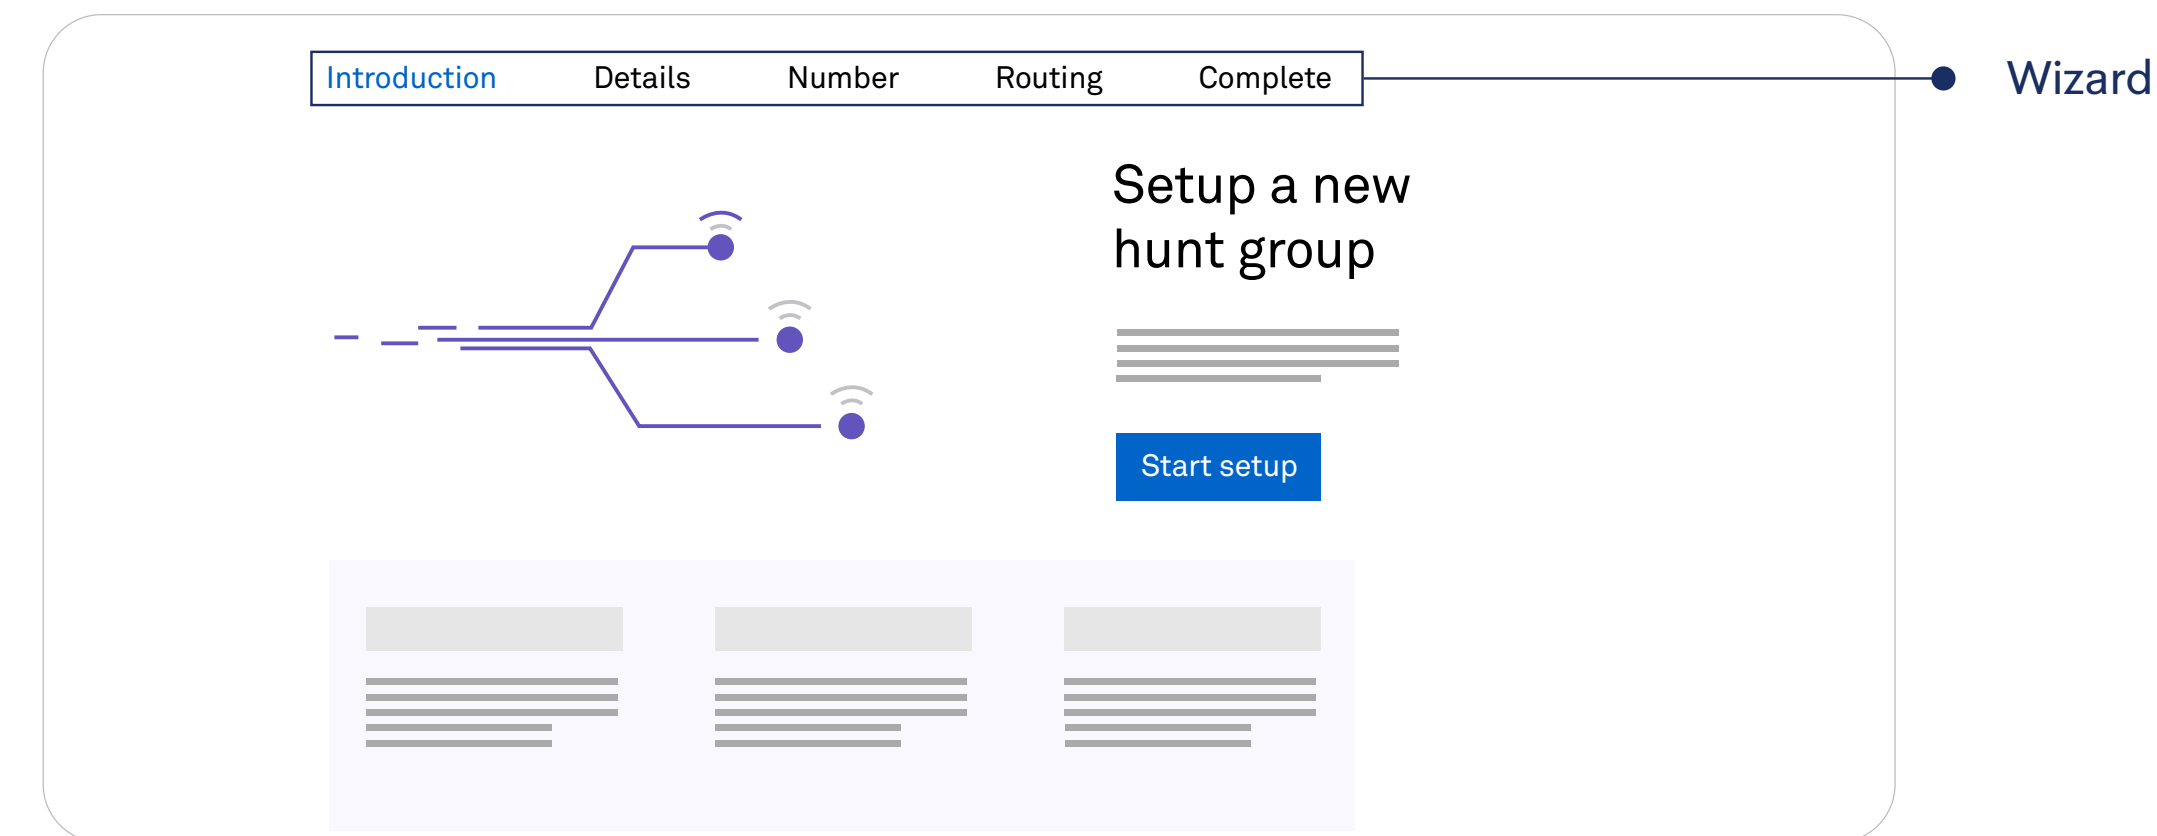 Introduction Details Number Routing Complete
Wizard
Setup a new
hunt group
Start setup